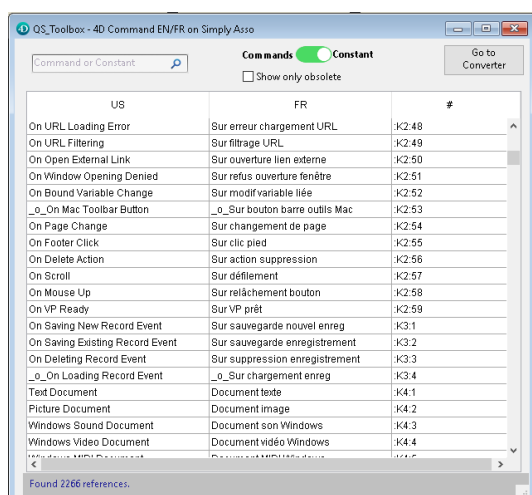 QS_Toolbox - 4D Command EN/FR on Simply Asso
Command or Constant
Commands Constant
Show only obsolete
Go to
Converter
US FR #
On URL Loading Error Sur erreur chargement URL :K2:48
On URL Filtering Sur filtrage URL :K2:49
On Open External Link Sur ouverture lien externe :K2:50
On Window Opening Denied Sur refus ouverture fenêtre :K2:51
On Bound Variable Change Sur modif variable liée :K2:52
_o_On Mac Toolbar Button _o_Sur bouton barre outils Mac :K2:53
On Page Change Sur changement de page :K2:54
On Footer Click Sur clic pied :K2:55
On Delete Action Sur action suppression :K2:56
On Scroll Sur défilement :K2:57
On Mouse Up Sur relâchement bouton :K2:58
On VP Ready Sur VP prêt :K2:59
On Saving New Record Event Sur sauvegarde nouvel enreg :K3:1
On Saving Existing Record Event Sur sauvegarde enregistrement :K3:2
On Deleting Record Event Sur suppression enregistrement :K3:3
_o_On Loading Record Event _o_Sur chargement enreg :K3:4
Text Document Document texte :K4:1
Picture Document Document image :K4:2
Windows Sound Document Document son Windows :K4:3
Windows Video Document Document vidéo Windows :K4:4
Windows MIDI Document Document MIDI Windows :K4:5
Found 2266 references.